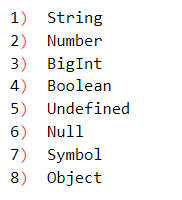 1) String
2) Number
3) BigInt
4) Boolean
5) Undefined
6) Null
7) Symbol
8) Object